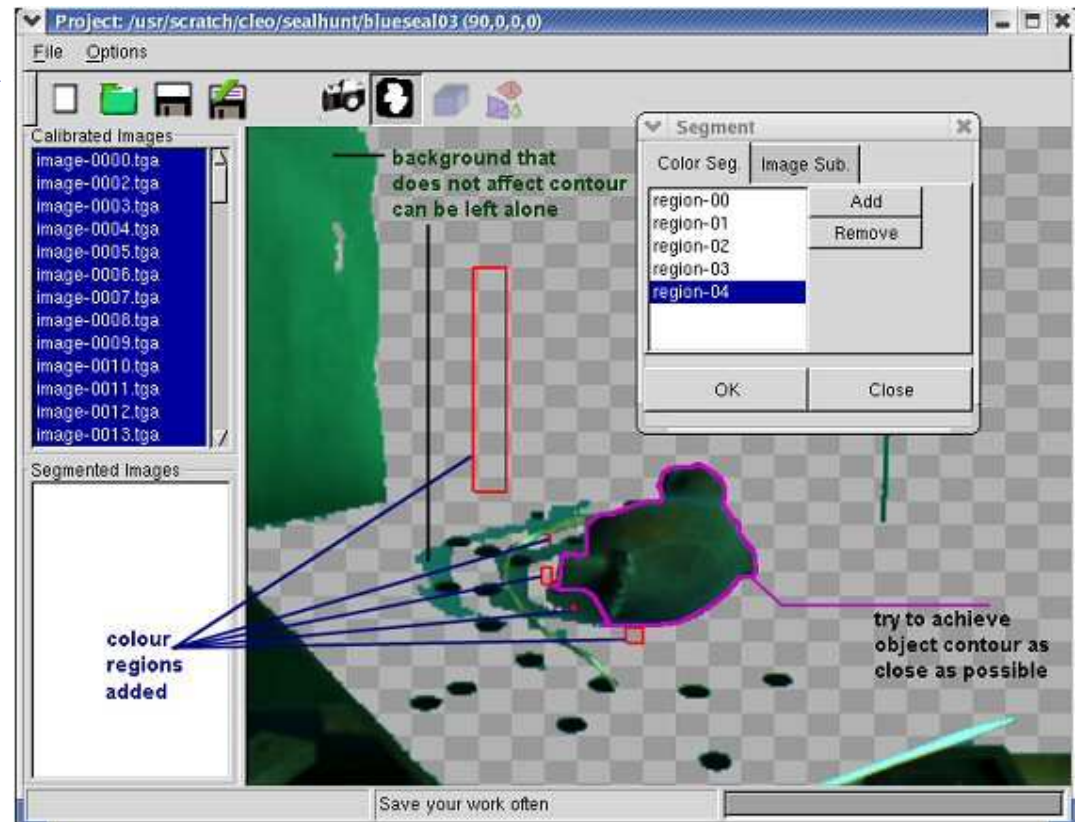 Project: /usr/scratch/cleo/sealhunt/blueseal03 (90,0,0,0)
File Options
Calibrated Images
image-0000.tga
image-0002.tga
image-0003.tga
image-0004.tga
image-0005.tga
image-0006.tga
image-0007.tga
image-0008.tga
image-0009.tga
image-0010.tga
image-0011.tga
image-0012.tga
image-0013.tga
Segmented Images
background that
does not affect contour
can be left alone
Segment
Color Seg. Image Sub.
region-00
region-01
region-02
region-03
region-04
Add
Remove
OK Close
colour
regions
added
try to achieve
object contour as
close as possible
Save your work often